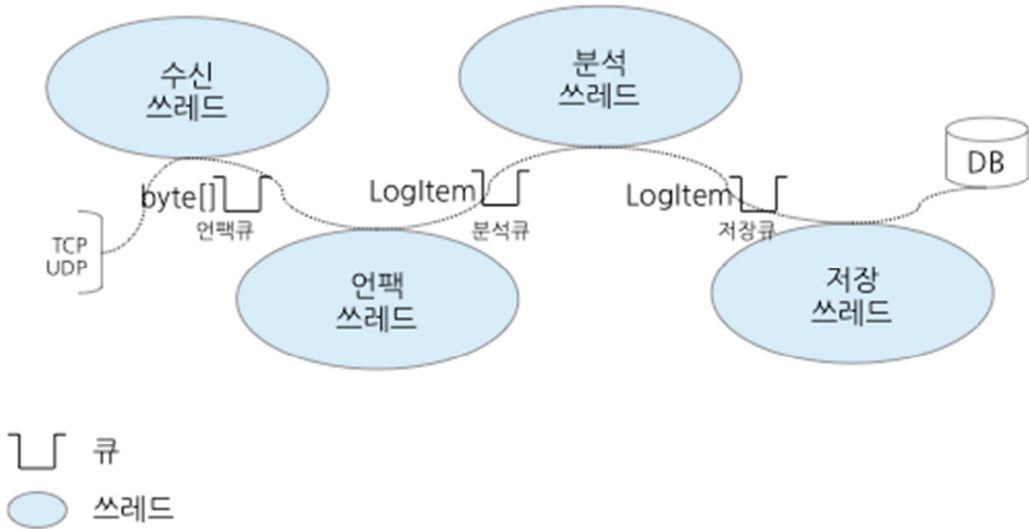 수신
쓰레드
분석
쓰레드
DB
byte[]
언팩큐
LogItem
분석큐
LogItem
저장큐
TCP
UDP
언팩
쓰레드
저장
쓰레드
큐
쓰레드